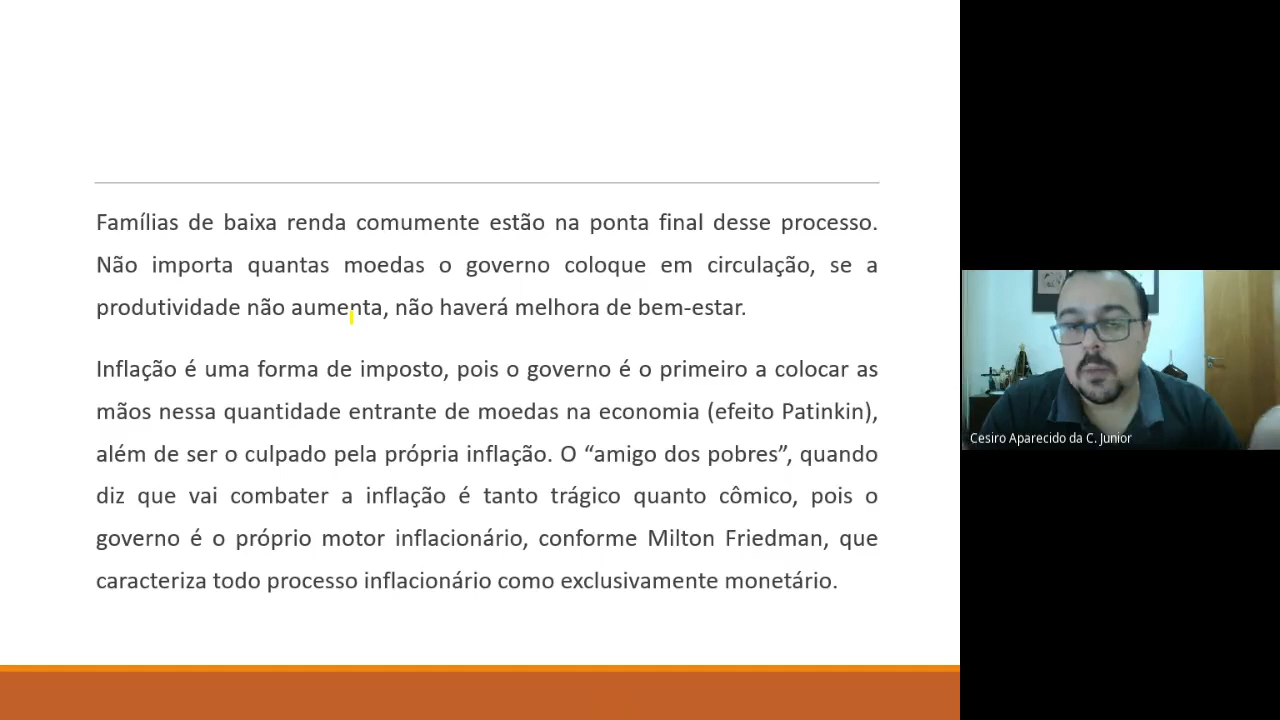 Famílias de baixa renda comumente estão na ponta final desse processo.
Não importa quantas moedas o governo coloque em circulação, se a
produtividade não aumenta, não haverá melhora de bem-estar.
Inflação é uma forma de imposto, pois o governo é o primeiro a colocar as
mãos nessa quantidade entrante de moedas na economia (efeito Patinkin),
além de ser o culpado pela própria inflação. O “amigo dos pobres”, quando
diz que vai combater a inflação é tanto trágico quanto cômico, pois o
governo é o próprio motor inflacionário, conforme Milton Friedman, que
caracteriza todo processo inflacionário como exclusivamente monetário.
Cesiro Aparecido da C. Junior